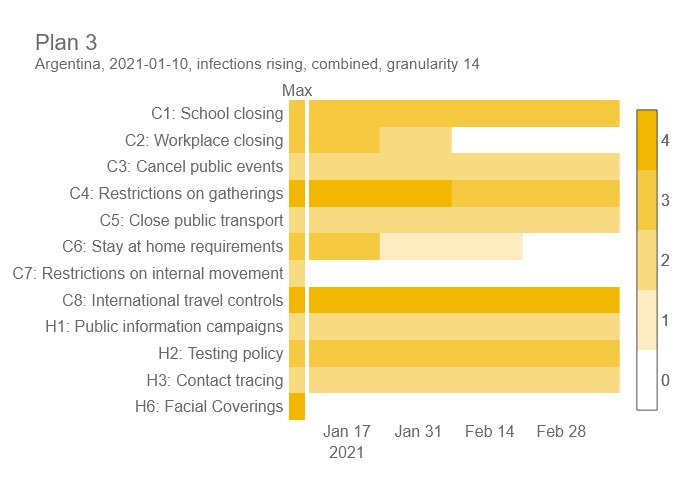 Plan 3
Argentina, 2021-01-10, infections rising, combined, granularity 14
Max
C1: School closing
C2: Workplace closing
C3: Cancel public events
C4: Restrictions on gatherings
C5: Close public transport
C6: Stay at home requirements
C7: Restrictions on internal movement
C8: International travel controls
H1: Public information campaigns
H2: Testing policy
H3: Contact tracing
H6: Facial Coverings
Jan 17 Jan 31 Feb 14 Feb 28
2021
4
3
2
1
0